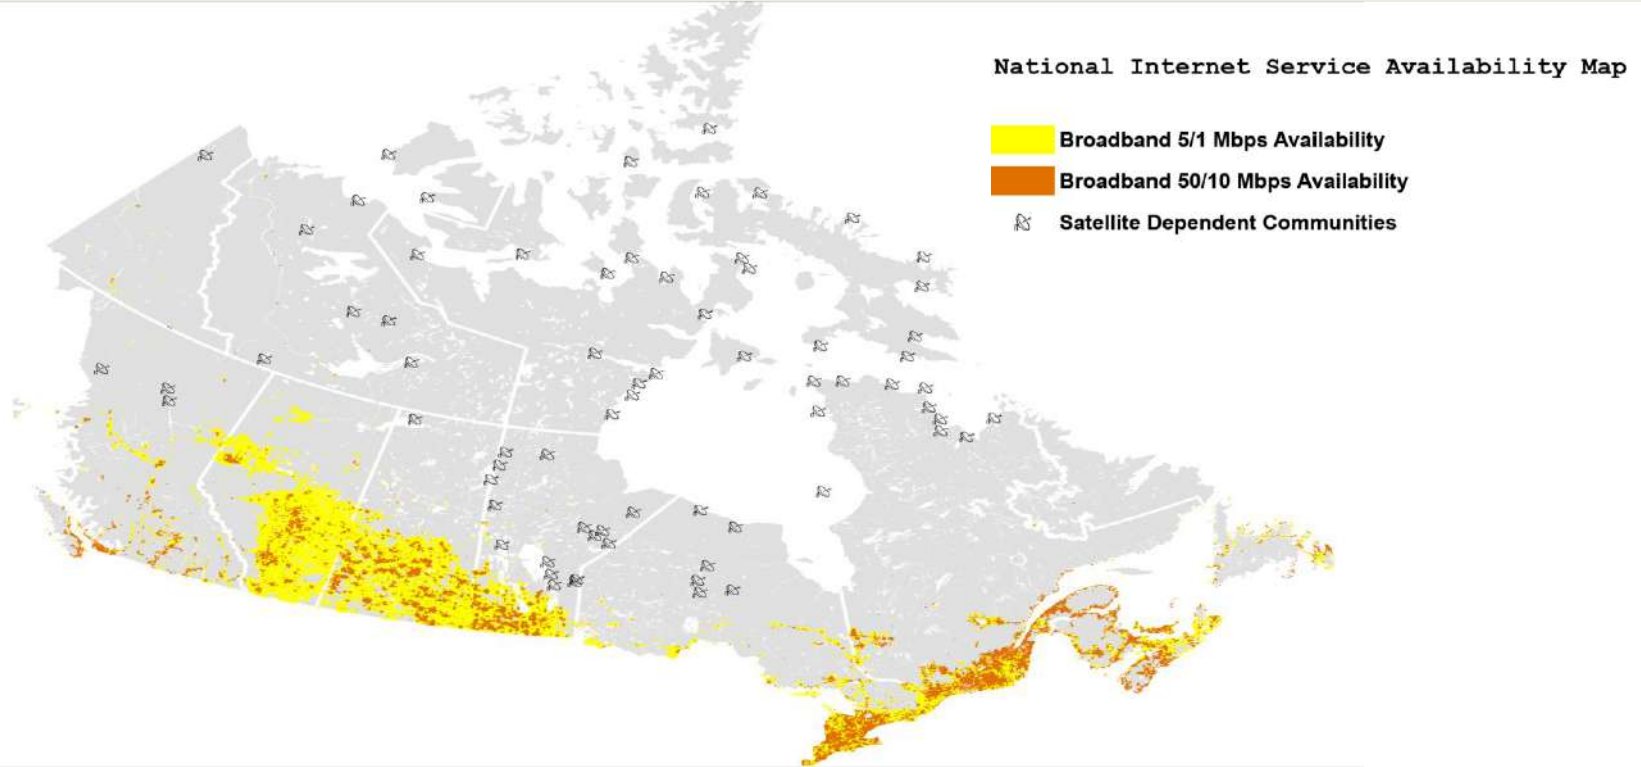 National Internet Service Availability Map
Broadband 5/1 Mbps Availability
Broadband 50/10 Mbps Availability
Satellite Dependent Communities